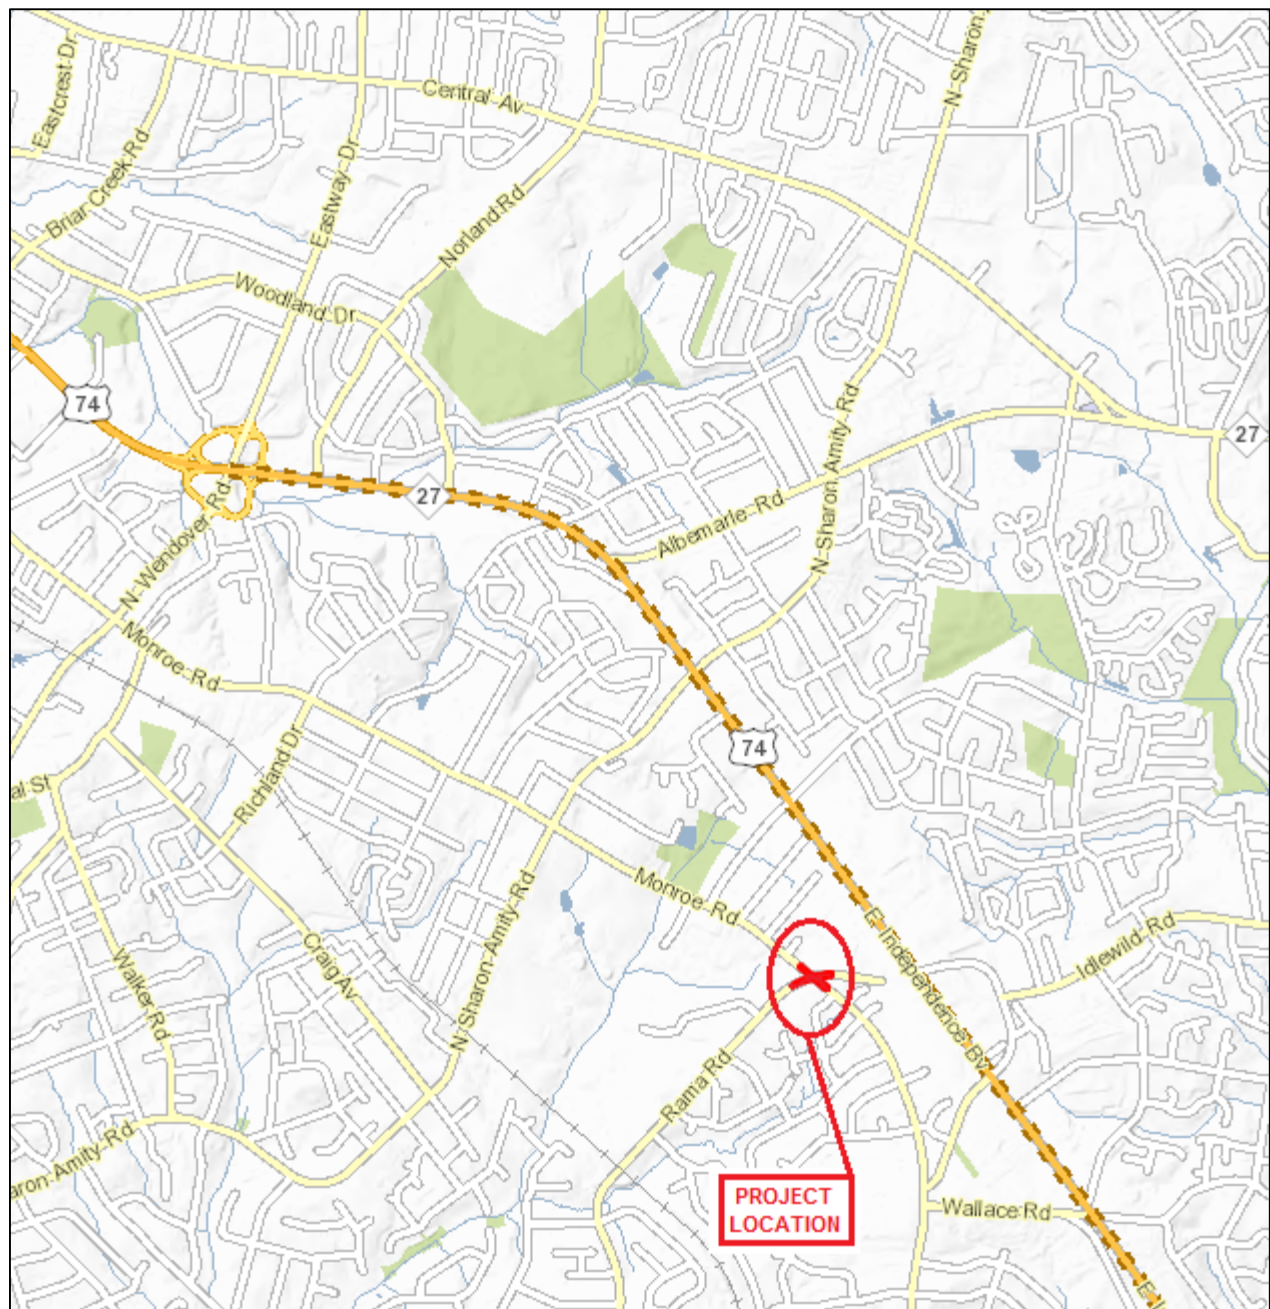 N-Sharon
Eastcrest Dr
Central-Av
Briar Creek Rd
Eastway-Dr
Norland Rd
Woodland Dr
74
N-Sharon-Amity-Rd
27
27
Albemarle-Rd
N-Wendover-Rd
Monroe-Rd
74
Richland Dr
al-St
Monroe-Rd
N-Sharon-Amity-Rd
E-Independence Bv
Idlewild-Rd
Craig-Av
Walker-Rd
Rama-Rd
aron-Amity-Rd
PROJECT
LOCATION
Wallace-Rd